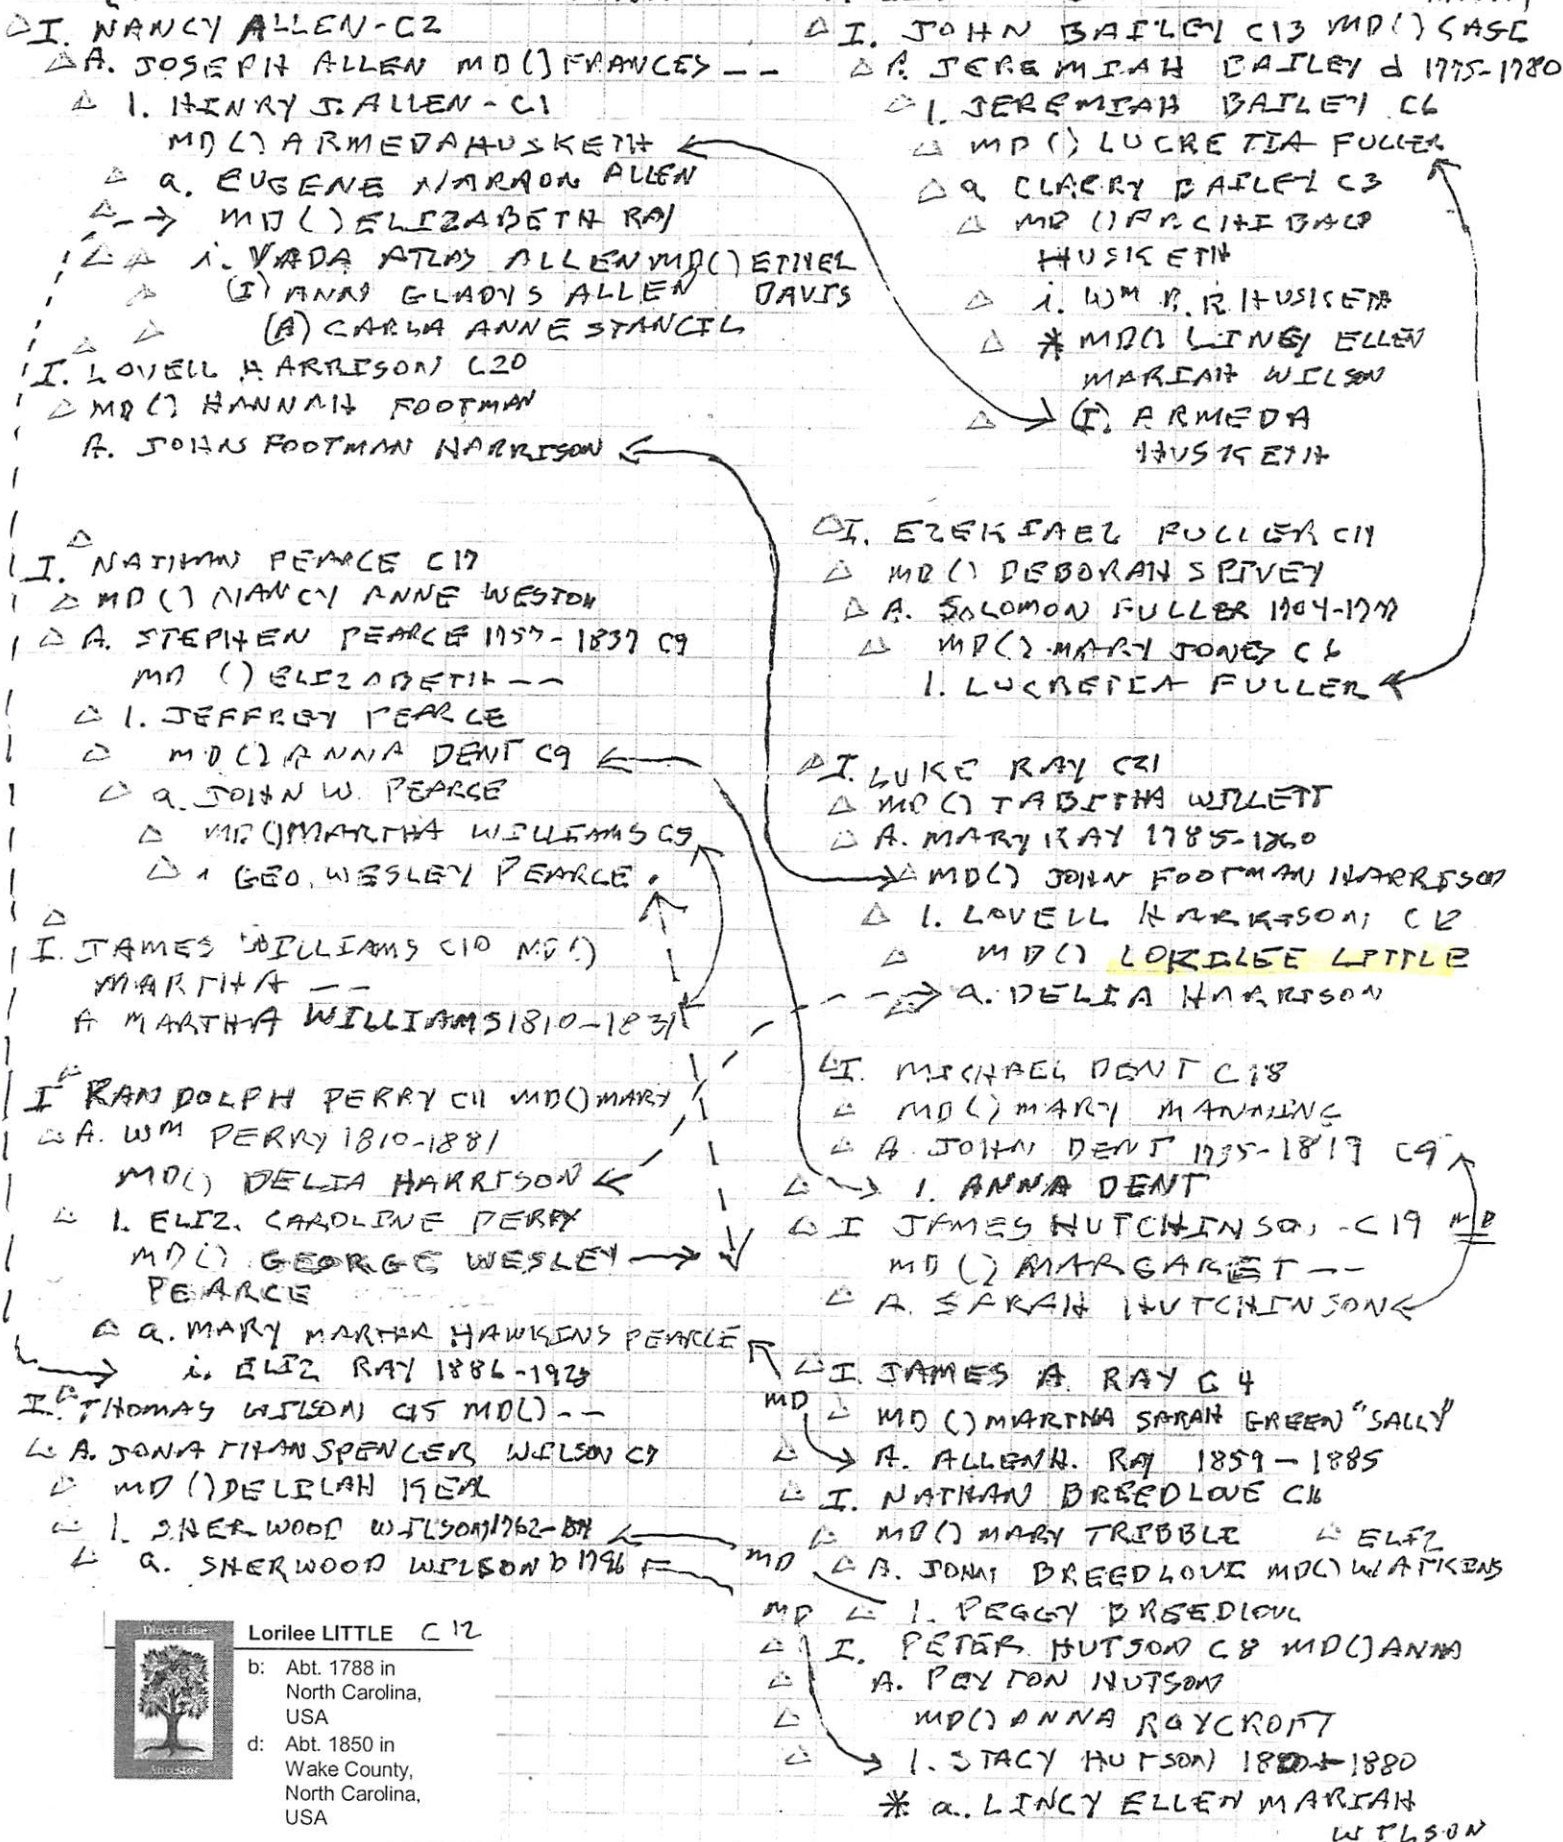 I. NANCY ALLEN-C2
A. JOSEPH ALLEN MD() FRANCES --
1. HINRY J. ALLEN - C1
MD() ARMEDA HUSKETH
a. EUGENE ALLEN
MD() ELIZABETH RAY
i. VADA ATLAS ALLEN MD() ETHEL
(I) ANN GLADYS ALLEN DAVIS
(A) CARLA ANNE STANCIL
I. LOVELL HARRISON C20
MD() HANNAH FOOTMAN
A. JOHN FOOTMAN HARRISON
I. NATHAN PEARCE C17
MD() NANCY ANNE WESTON
A. STEPHEN PEARCE 1757-1837 C9
MD () ELIZABETH --
1. JEFFREY PEARCE
MD() ANNA DENT C9
a. JOHN W. PEARCE
MD() MARTHA WILLIAMS C5
i GEO. WESLEY PEARCE
I. JAMES WILLIAMS C10 MD()
MARTHA --
A MARTHA WILLIAMS 1810-1831
I RANDOLPH PERRY C11 MD() MARY
A. WM PERRY 1810-1881
MD() DELIA HARRISON
1. ELIZ. CAROLINE PERRY
MD() GEORGE WESLEY
PEARCE
a. MARY MARTHA HAWKINS PEARCE
i. ELIZ RAY 1886-
I. THOMAS WILSON C15 MD() --
A. JONATHAN SPENCER WILSON C7
MD () DELILAH KEA
1. SHERWOOD WILSON 1762-
a. SHERWOOD WILSON b 1796
Direct Line
Ancestor
Lorilee LITTLE C12
b: Abt. 1788 in
North Carolina,
USA
d: Abt. 1850 in
Wake County,
North Carolina,
USA
I. JOHN BAILEY C13 MD() CASE
A. JEREMIAH BAILEY d 1775-1780
1. JEREMIAH BAILEY C6
MD () LUCRETIA FULLER
a CLARRY BAILEY C3
MD () ARCHIBALD
HUSKETH
i. WM R.R. HUSKETH
* MD() LINCY ELLEN
MARIAH WILSON
(I). ARMEDA
HUSKETH
I. EZEKIAEL FULLER C14
MD() DEBORAH SPIVEY
A. SOLOMON FULLER 1704-
MD() MARY JONES C6
1. LUCRETIA FULLER
I. LUKE RAY C21
MD() TABITHA WILLETT
A. MARY RAY 1785-1860
MD() JOHN FOOTMAN HARRISON
1. LOVELL HARRISON C12
MD() LORILEE LITTLE
a. DELIA HARRISON
I. MICHAEL DENT C18
MD() MARY MANNING
A JOHN DENT 1735-1819 C9
1. ANNA DENT
I JAMES HUTCHINSON - C19 MD
MD () MARGARET --
A. SARAH HUTCHINSON
I. JAMES A. RAY C4
MD MD () MARTHA SARAH GREEN "SALLY"
A. ALLEN H. RAY 1859-1885
I. NATHAN BREEDLOVE C16
MD() MARY TRIBBLE ELIZ
MD A. JOHN BREEDLOVE MD() WATKINS
MD 1. PEGGY BREEDLOVE
I. PETER HUTSON C8 MD() ANNA
A. PEYTON HUTSON
MD() ANNA ROYCROFT
1. STACY HUTSON 1880
* a. LINCY ELLEN MARIAH
WILSON